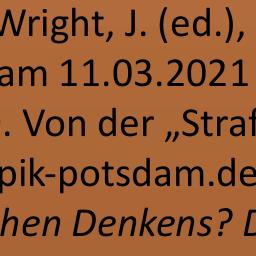 Wright, J. (ed.),
am 11.03.2021
. Von der „Straf
pik-potsdam.de
hen Denkens? D